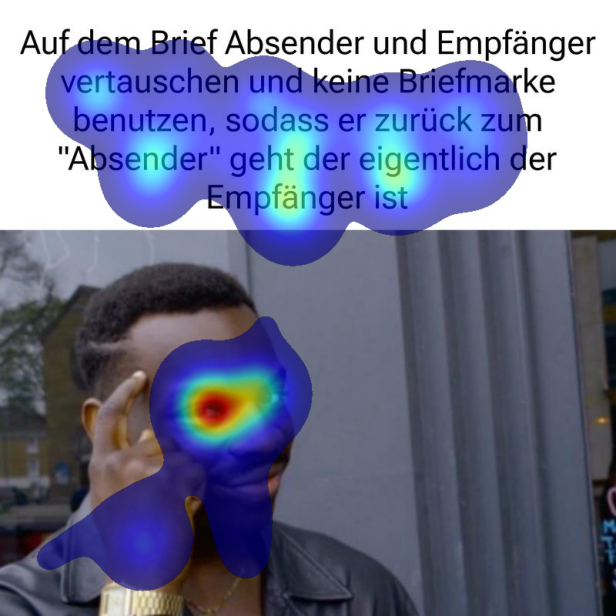 Auf dem Brief Absender und Empfänger
vertauschen und keine Briefmarke
benutzen, sodass er zurück zum
"Absender" geht der eigentlich der
Empfänger ist